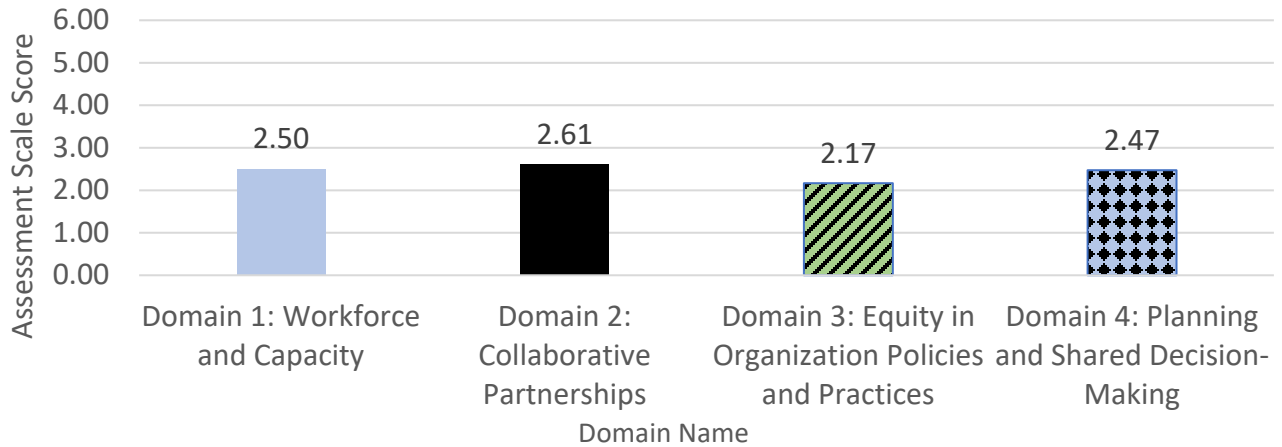 Assessment Scale Score
6.00
5.00
4.00
3.00
2.00
1.00
0.00
2.50
2.61
2.17
2.47
Domain 1: Workforce
and Capacity
Domain 2:
Collaborative
Partnerships
Domain 3: Equity in
Organization Policies
and Practices
Domain 4: Planning
and Shared Decision-
Making
Domain Name